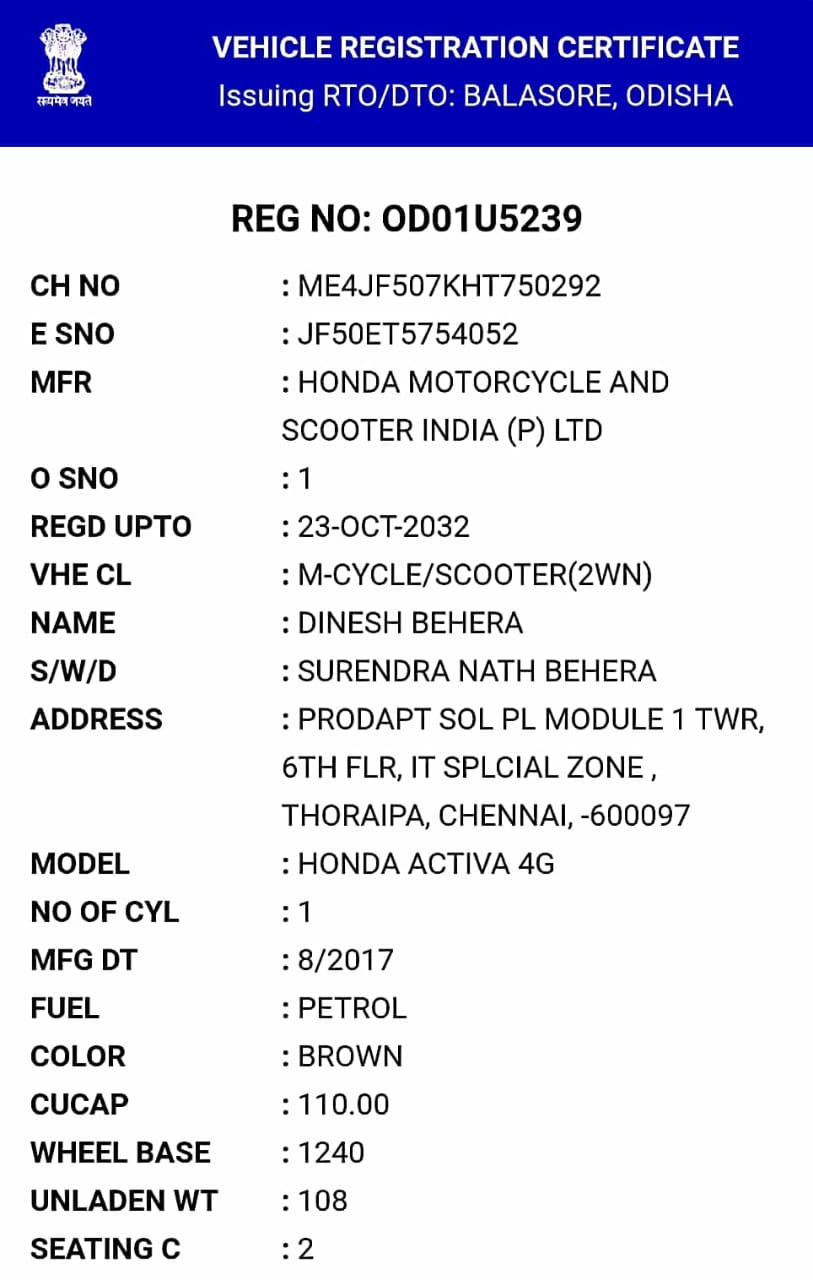 सत्यमेव जयते
VEHICLE REGISTRATION CERTIFICATE
Issuing RTO/DTO: BALASORE, ODISHA
REG NO: OD01U5239
CH NO : ME4JF507KHT750292
E SNO : JF50ET5754052
MFR : HONDA MOTORCYCLE AND
SCOOTER INDIA (P) LTD
O SNO : 1
REGD UPTO : 23-OCT-2032
VHE CL : M-CYCLE/SCOOTER(2WN)
NAME : DINESH BEHERA
S/W/D : SURENDRA NATH BEHERA
ADDRESS : PRODAPT SOL PL MODULE 1 TWR,
6TH FLR, IT SPLCIAL ZONE ,
THORAIPA, CHENNAI, -600097
MODEL : HONDA ACTIVA 4G
NO OF CYL : 1
MFG DT : 8/2017
FUEL : PETROL
COLOR : BROWN
CUCAP : 110.00
WHEEL BASE : 1240
UNLADEN WT : 108
SEATING C : 2